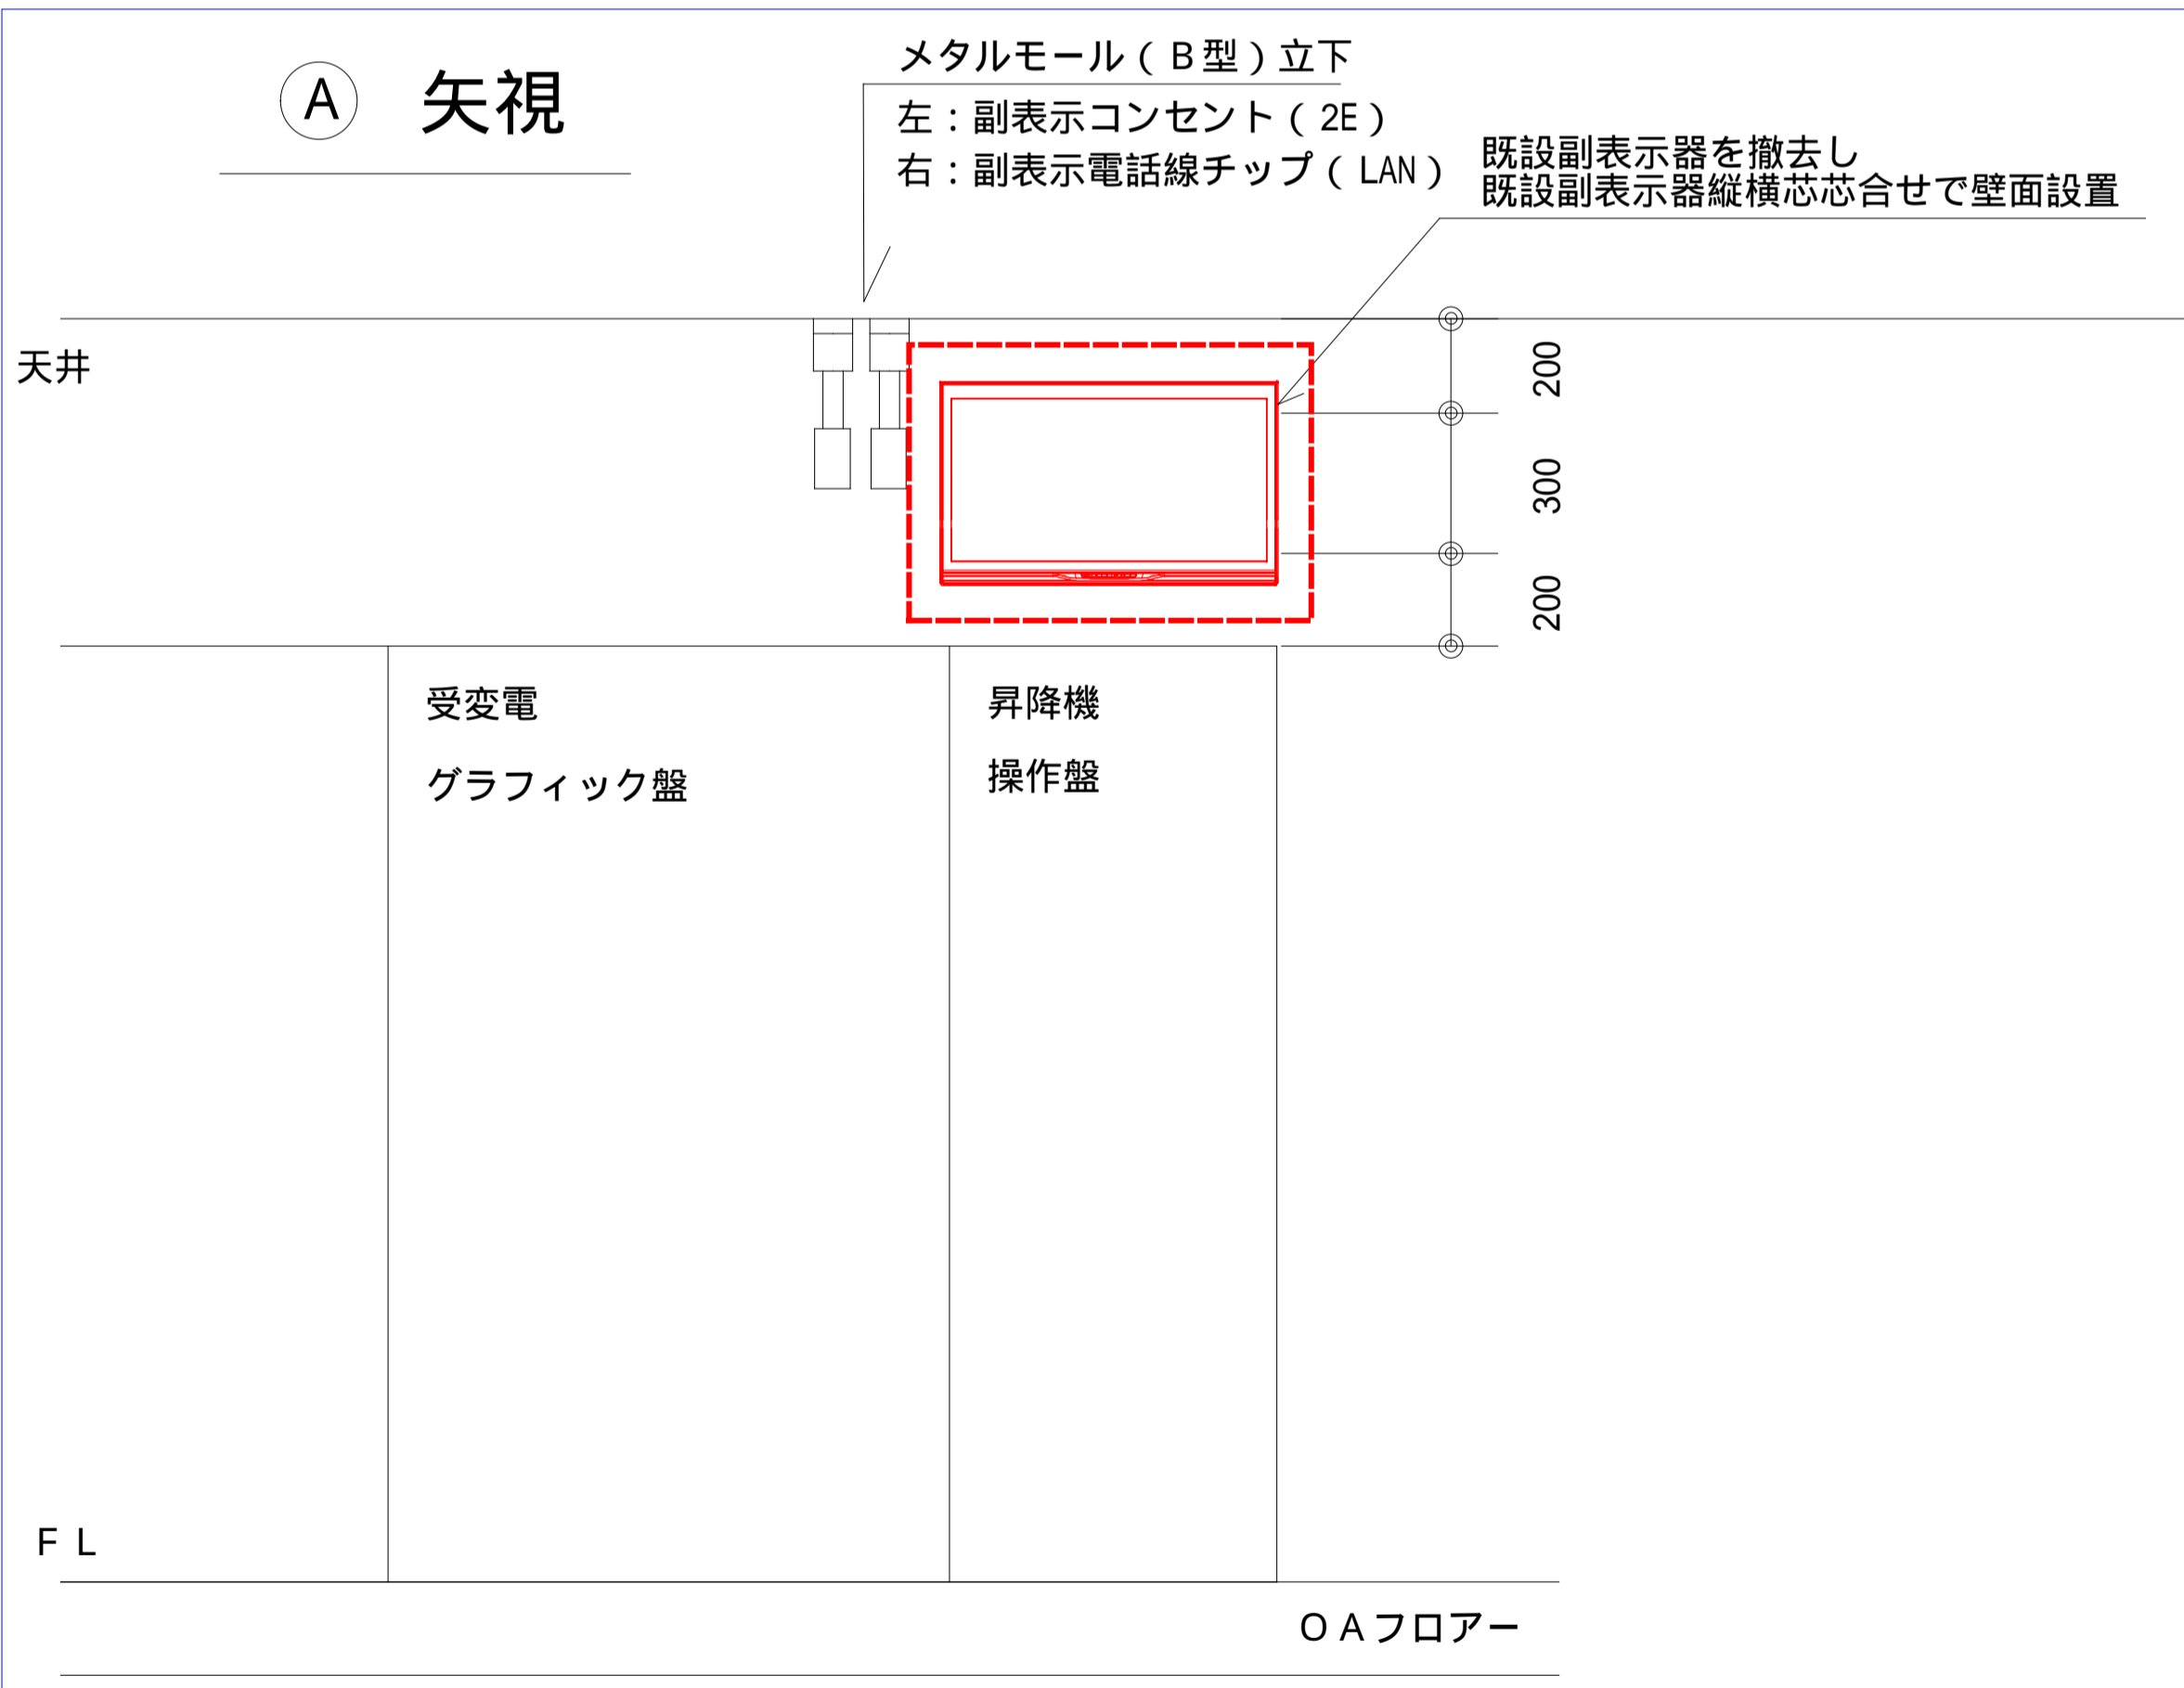 A 矢視
メタルモール(B型)立下
左：副表示コンセント(2E)
右：副表示電話線チップ(LAN)
既設副表示器を撤去し
既設副表示器縦横芯芯合せで壁面設置
天井
200
300
200
受変電
グラフィック盤
昇降機
操作盤
FL
OAフロアー